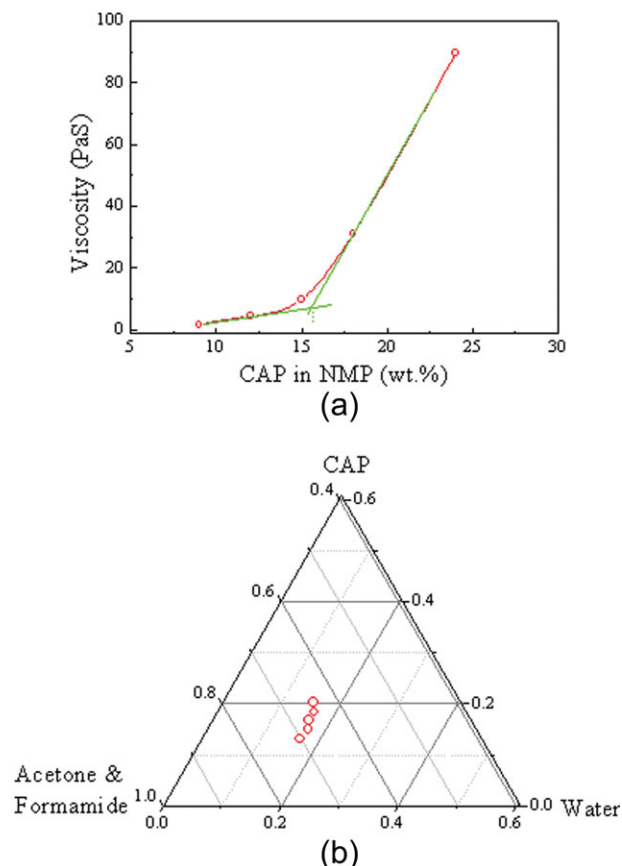 100
80
60
40
20
0
Viscosity (PaS)
5 10 15 20 25 30
CAP in NMP (wt.%)
(a)
CAP
0.4 0.6
0.6 0.4
0.8 0.2
Acetone &
Formamide 1.0 0.0 Water
0.0 0.2 0.4 0.6
(b)